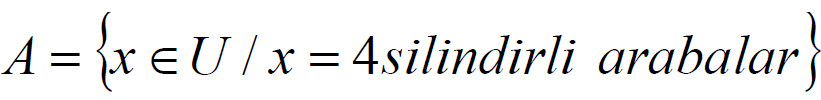 A = {x ∈ U / x = 4silindirli arabalar}